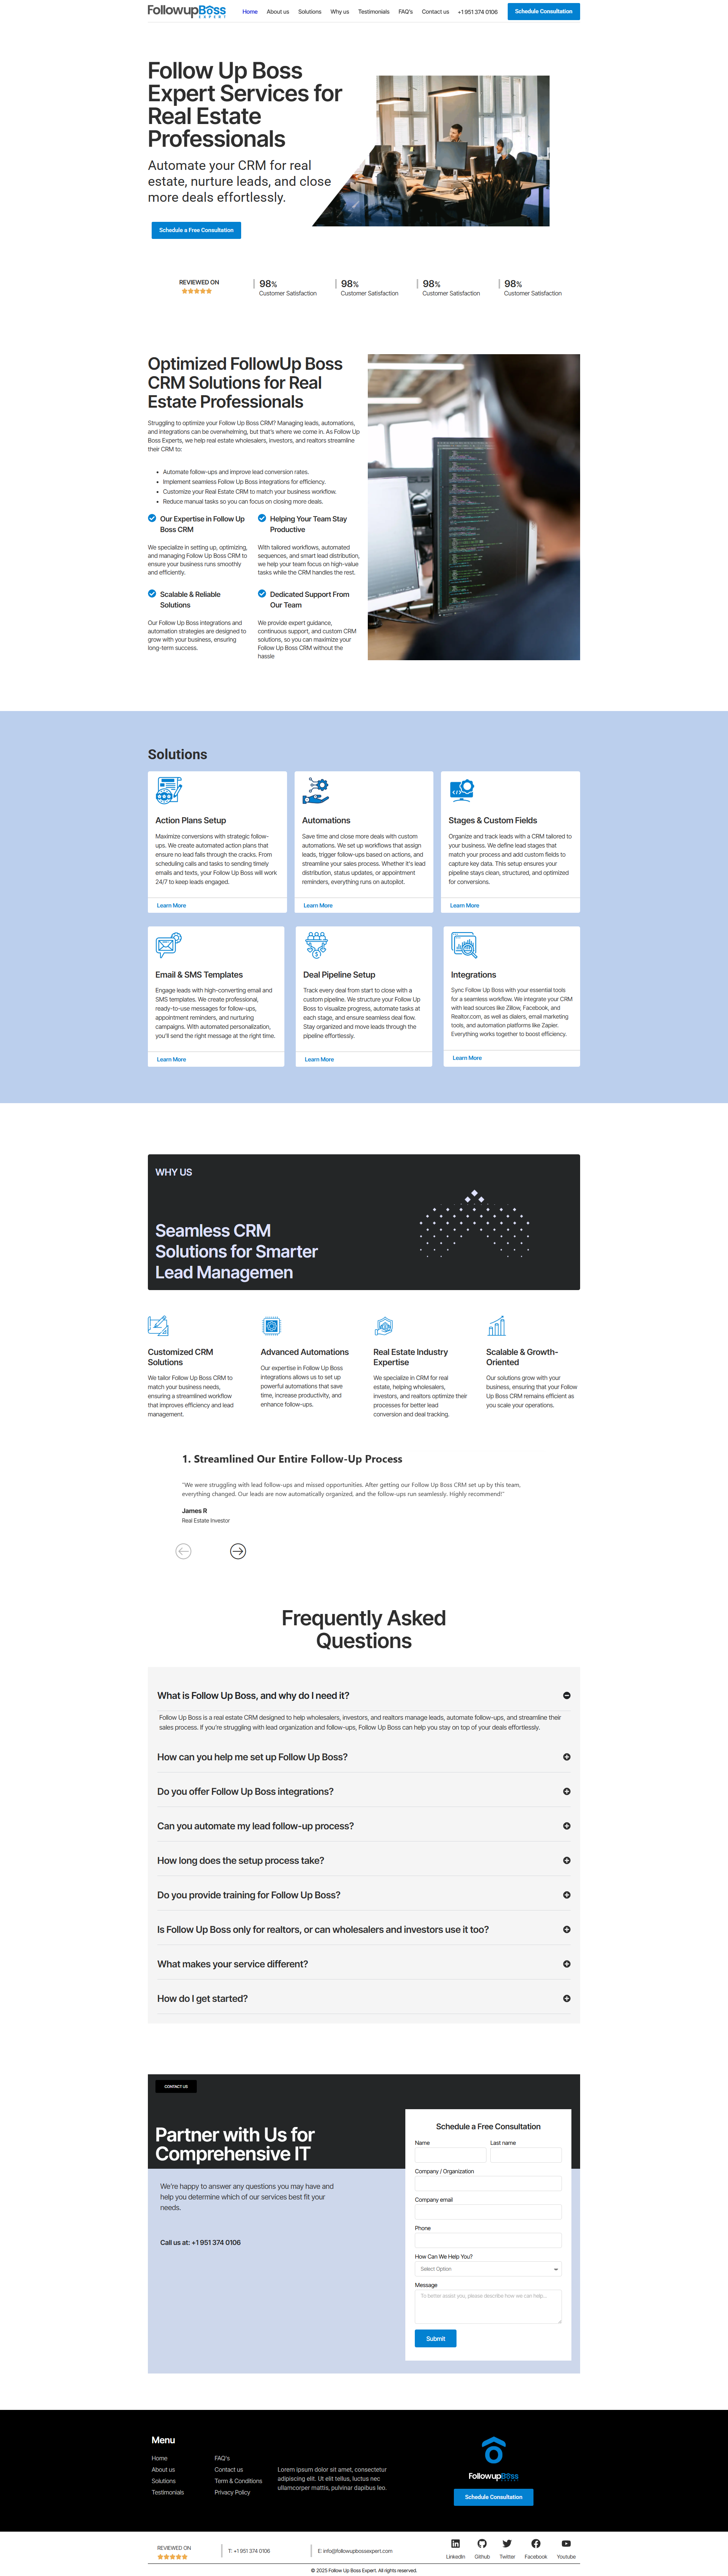 FollowupBoss
EXPERT
Home
About us
Solutions
Why us
Testimonials
FAQ's
Contact us
+1 951 374 0106
Schedule Consultation
Follow Up Boss
Expert Services for
Real Estate
Professionals
Automate your CRM for real
estate, nurture leads, and close
more deals effortlessly.
Schedule a Free Consultation
REVIEWED ON
98%
Customer Satisfaction
98%
Customer Satisfaction
98%
Customer Satisfaction
98%
Customer Satisfaction
Optimized FollowUp Boss
CRM Solutions for Real
Estate Professionals
Struggling to optimize your Follow Up Boss CRM? Managing leads, automations,
and integrations can be overwhelming, but that's where we come in. As Follow Up
Boss Experts, we help real estate wholesalers, investors, and realtors streamline
their CRM to:
Automate follow-ups and improve lead conversion rates.
Implement seamless Follow Up Boss integrations for efficiency.
Customize your Real Estate CRM to match your business workflow.
Reduce manual tasks so you can focus on closing more deals.
Our Expertise in Follow Up
Boss CRM
We specialize in setting up, optimizing,
and managing Follow Up Boss CRM to
ensure your business runs smoothly
and efficiently.
Helping Your Team Stay
Productive
With tailored workflows, automated
sequences, and smart lead distribution,
we help your team focus on high-value
tasks while the CRM handles the rest.
Scalable & Reliable
Solutions
Our Follow Up Boss integrations and
automation strategies are designed to
grow with your business, ensuring
long-term success.
Dedicated Support From
Our Team
We provide expert guidance,
continuous support, and custom CRM
solutions, so you can maximize your
Follow Up Boss CRM without the
hassle
Solutions
Action Plans Setup
Maximize conversions with strategic follow-
ups. We create automated action plans that
ensure no lead falls through the cracks. From
scheduling calls and tasks to sending timely
emails and texts, your Follow Up Boss will work
24/7 to keep leads engaged.
Learn More
Automations
Save time and close more deals with custom
automations. We set up workflows that assign
leads, trigger follow-ups based on actions, and
streamline your sales process. Whether it's lead
distribution, status updates, or appointment
reminders, everything runs on autopilot.
Learn More
Stages & Custom Fields
Organize and track leads with a CRM tailored to
your business. We define lead stages that
match your process and add custom fields to
capture key data. This setup ensures your
pipeline stays clean, structured, and optimized
for conversions.
Learn More
Email & SMS Templates
Engage leads with high-converting email and
SMS templates. We create professional,
ready-to-use messages for follow-ups,
appointment reminders, and nurturing
campaigns. With automated personalization,
you'll send the right message at the right time.
Learn More
Deal Pipeline Setup
Track every deal from start to close with a
custom pipeline. We structure your Follow Up
Boss to visualize progress, automate tasks at
each stage, and ensure seamless deal flow.
Stay organized and move leads through the
pipeline effortlessly.
Learn More
Integrations
Sync Follow Up Boss with your essential tools
for a seamless workflow. We integrate your CRM
with lead sources like Zillow, Facebook, and
Realtor.com, as well as dialers, email marketing
tools, and automation platforms like Zapier.
Everything works together to boost efficiency.
Learn More
WHY US
Seamless CRM
Solutions for Smarter
Lead Managemen
Customized CRM
Solutions
We tailor Follow Up Boss CRM to
match your business needs,
ensuring a streamlined workflow
that improves efficiency and lead
management.
Advanced Automations
Our expertise in Follow Up Boss
integrations allows us to set up
powerful automations that save
time, increase productivity, and
enhance follow-ups.
Real Estate Industry
Expertise
We specialize in CRM for real
estate, helping wholesalers,
investors, and realtors optimize their
processes for better lead
conversion and deal tracking.
Scalable & Growth-
Oriented
Our solutions grow with your
business, ensuring that your Follow
Up Boss CRM remains efficient as
you scale your operations.
1. Streamlined Our Entire Follow-Up Process
"We were struggling with lead follow-ups and missed opportunities. After getting our Follow Up Boss CRM set up by this team,
everything changed. Our leads are now automatically organized, and the follow-ups run seamlessly. Highly recommend!"
James R
Real Estate Investor
Frequently Asked
Questions
What is Follow Up Boss, and why do I need it?
Follow Up Boss is a real estate CRM designed to help wholesalers, investors, and realtors manage leads, automate follow-ups, and streamline their
sales process. If you're struggling with lead organization and follow-ups, Follow Up Boss can help you stay on top of your deals effortlessly.
How can you help me set up Follow Up Boss?
Do you offer Follow Up Boss integrations?
Can you automate my lead follow-up process?
How long does the setup process take?
Do you provide training for Follow Up Boss?
Is Follow Up Boss only for realtors, or can wholesalers and investors use it too?
What makes your service different?
How do I get started?
CONTACT US
Partner with Us for
Comprehensive IT
We're happy to answer any questions you may have and
help you determine which of our services best fit your
needs.
Call us at: +1 951 374 0106
Schedule a Free Consultation
Name
Last name
Company / Organization
Company email
Phone
How Can We Help You?
Select Option
Message
To better assist you, please describe how we can help...
Submit
Menu
Home
About us
Solutions
Testimonials
FAQ's
Contact us
Term & Conditions
Privacy Policy
Lorem ipsum dolor sit amet, consectetur
adipiscing elit. Ut elit tellus, luctus nec
ullamcorper mattis, pulvinar dapibus leo.
FollowupBoss
Schedule Consultation
REVIEWED ON
T: +1 951 374 0106
E: info@followupbossexpert.com
LinkedIn
Github
Twitter
Facebook
Youtube
© 2025 Follow Up Boss Expert. All rights reserved.